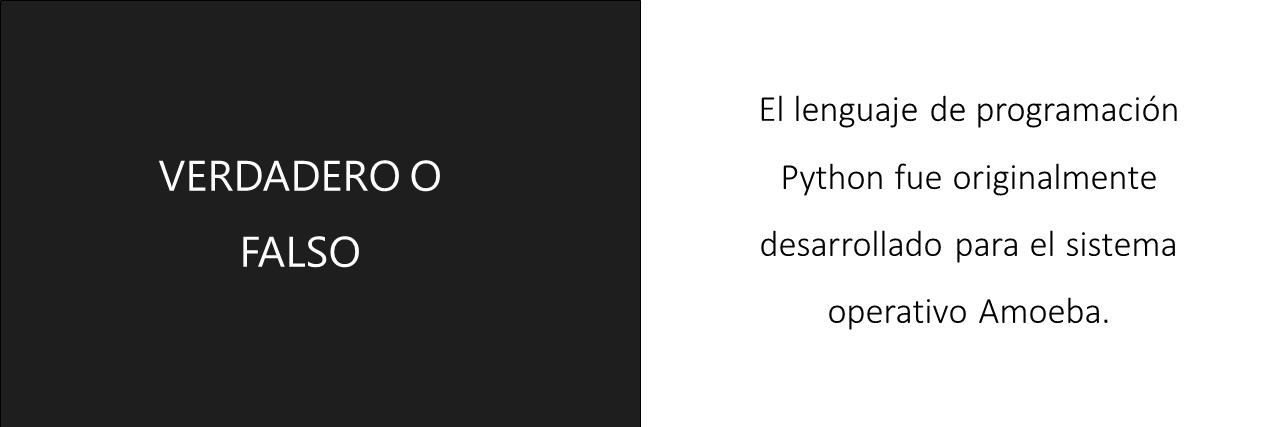 VERDADERO O
FALSO
El lenguaje de programación
Python fue originalmente
desarrollado para el sistema
operativo Amoeba.